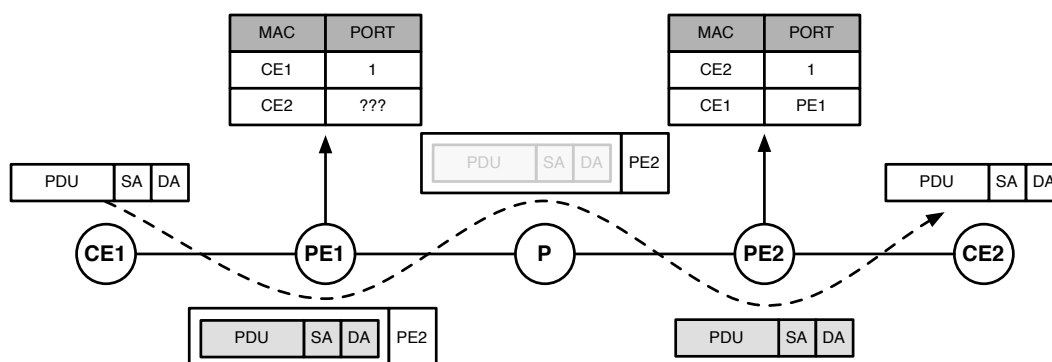 MAC PORT
CE1 1
CE2 ???
MAC PORT
CE2 1
CE1 PE1
PDU SA DA PE2
PDU SA DA
PDU SA DA
CE1 PE1 P PE2 CE2
PDU SA DA PE2
PDU SA DA